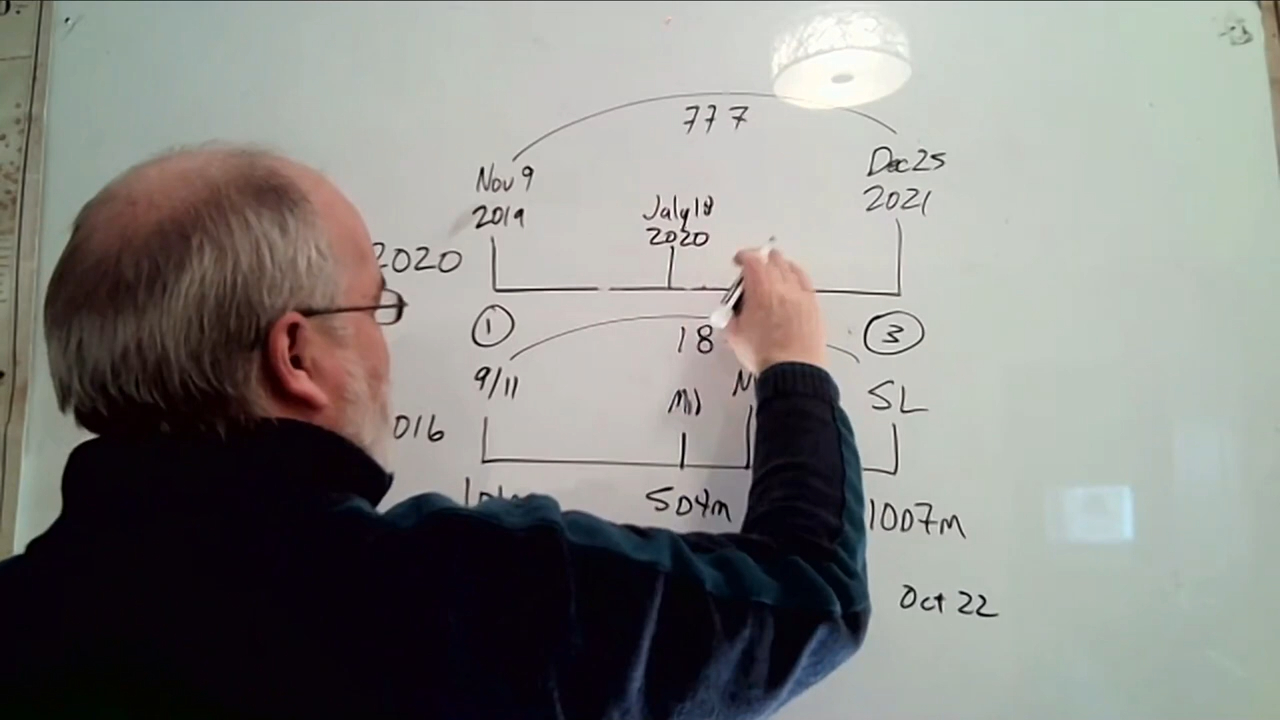 777
Nov 9 Dec 25
2019 2021
July 18
2020
2020
1 3
18
9/11 SL
MD
016
504m 1007m
Oct 22